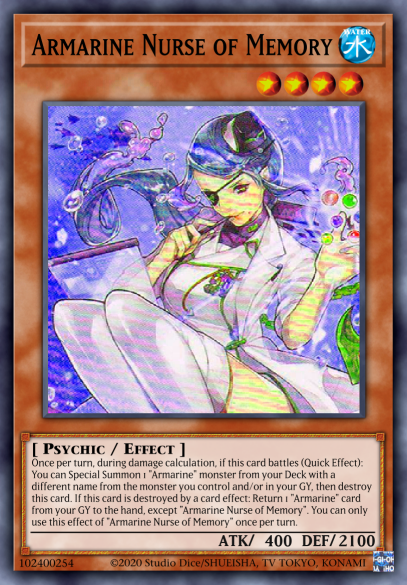 ARMARINE NURSE OF MEMORY
WATER
水
[ PSYCHIC / EFFECT ]
Once per turn, during damage calculation, if this card battles (Quick Effect):
You can Special Summon 1 "Armarine" monster from your Deck with a
different name from the monster you control and/or in your GY, then destroy
this card. If this card is destroyed by a card effect: Return 1 "Armarine" card
from your GY to the hand, except "Armarine Nurse of Memory". You can only
use this effect of "Armarine Nurse of Memory" once per turn.
ATK/ 400 DEF/2100
102400254 ©2020 Studio Dice/SHUEISHA, TV TOKYO, KONAMI